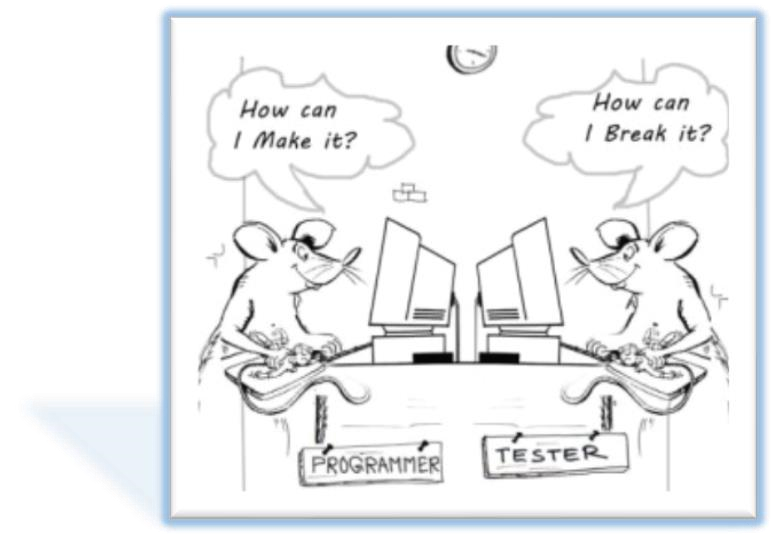 How can
I Make it?
How can
I Break it?
PROGRAMMER
TESTER